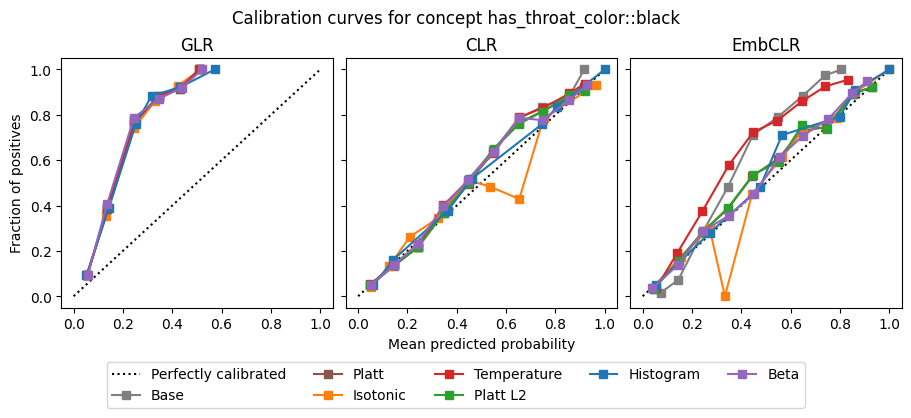 Calibration curves for concept has_throat_color::black
GLR
CLR
EmbCLR
Fraction of positives
1.0
0.8
0.6
0.4
0.2
0.0
0.0 0.2 0.4 0.6 0.8 1.0
0.0 0.2 0.4 0.6 0.8 1.0
0.0 0.2 0.4 0.6 0.8 1.0
Mean predicted probability
Perfectly calibrated Platt Temperature Histogram Beta
Base Isotonic Platt L2